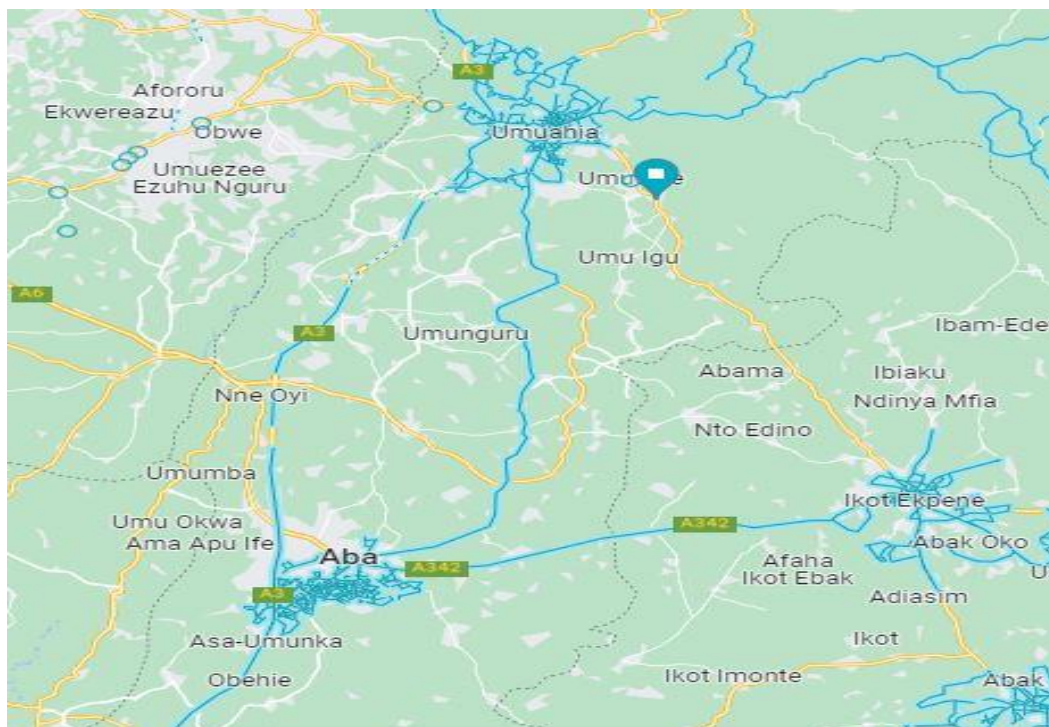 A3
Afororu
Ekwereazu
Obwe
Umuahia
Umuezee
Ezuhu Nguru
Umu Igu
A6
A3
Umunguru
Ibam-Ede
Abama
Ibiaku
Nne Oyi
Ndinya Mfia
Nto Edino
Umumba
Ikot Ekpene
Umu Okwa
A342
Ama Apu Ife
Abak Oko
Aba
A342
Afaha
Ikot Ebak
A3
Adiasim
Asa-Umunka
Ikot
Obehie
Ikot Imonte
Abak